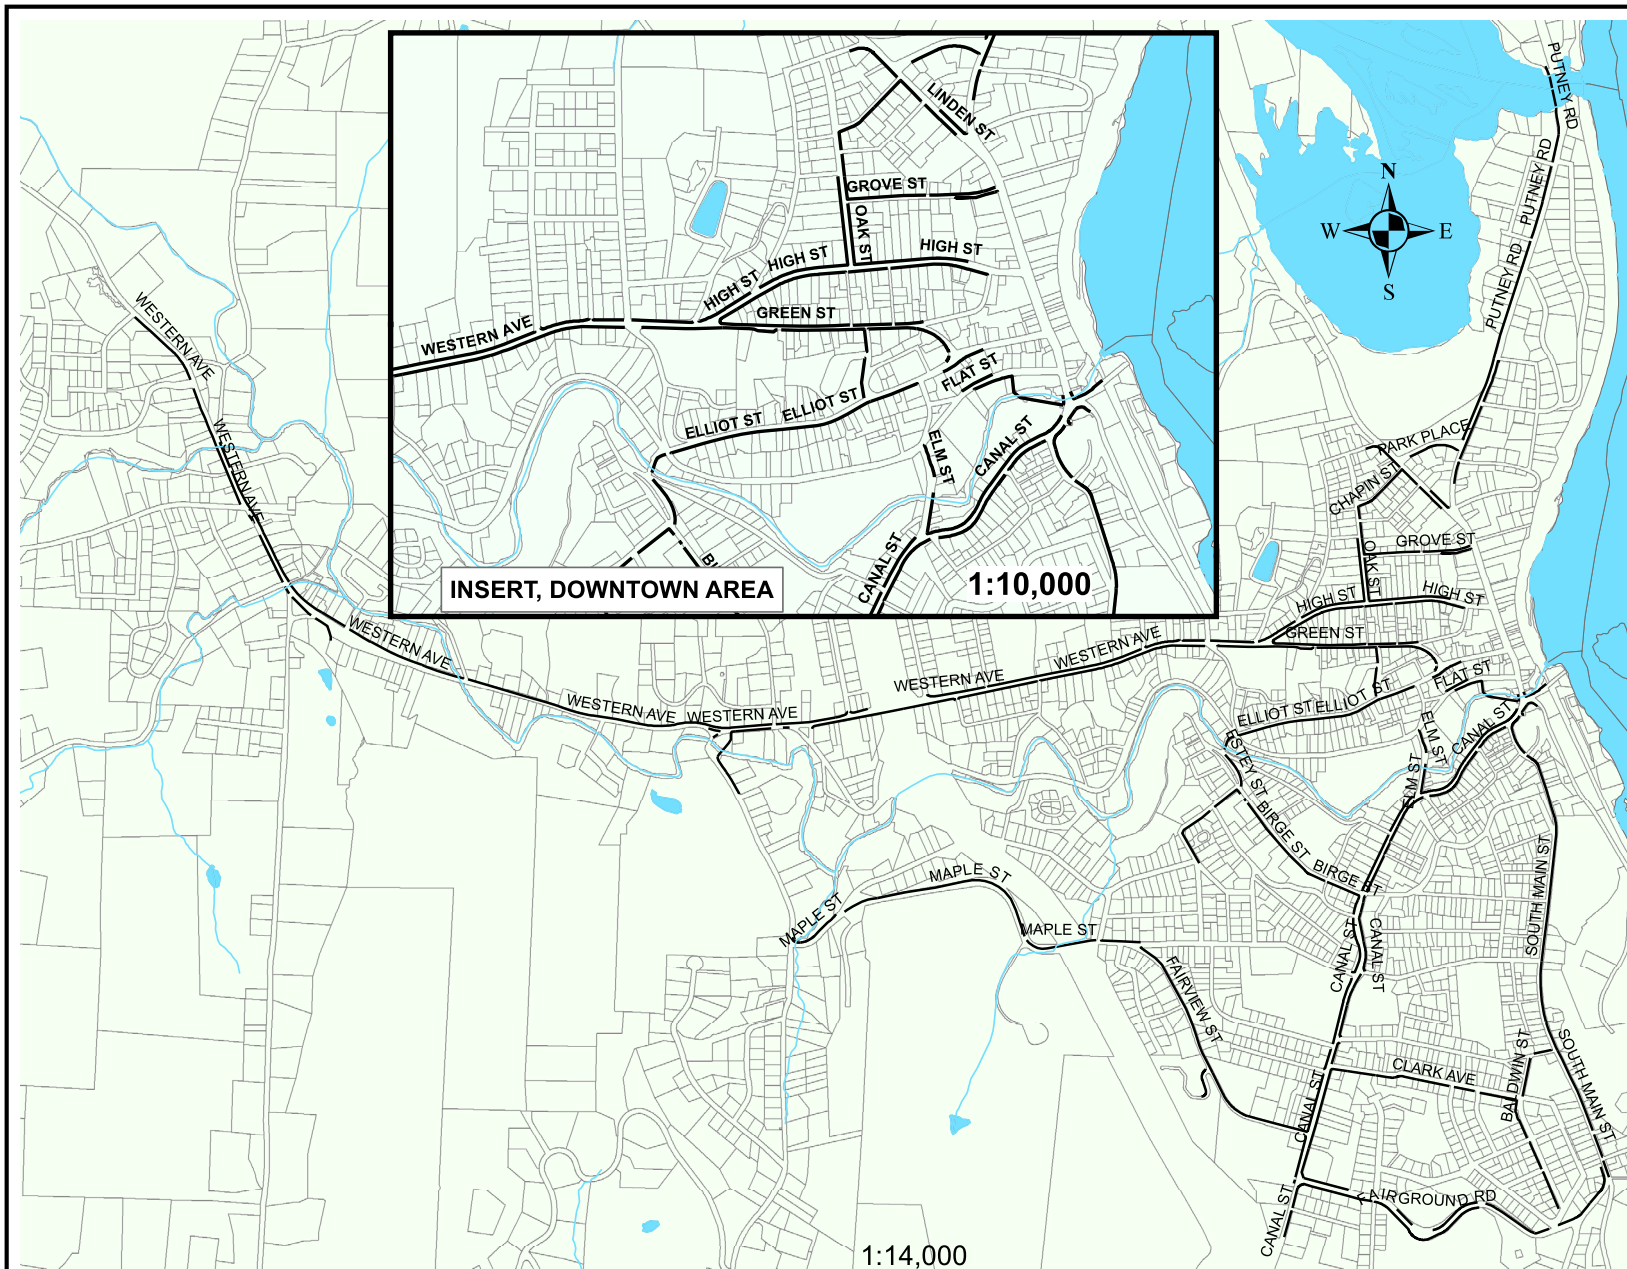 LINDEN ST
GROVE ST
OAK ST
HIGH ST
HIGH ST
HIGH ST
GREEN ST
WESTERN AVE
FLAT ST
ELLIOT ST
ELLIOT ST
ELM ST
CANAL ST
CANAL ST
INSERT, DOWNTOWN AREA
1:10,000
PUTNEY RD
PUTNEY RD
PUTNEY RD
N
W
E
S
PARK PLACE
CHAPIN ST
GROVE ST
OAK ST
HIGH ST
HIGH ST
GREEN ST
WESTERN AVE
WESTERN AVE
WESTERN AVE
WESTERN AVE
WESTERN AVE
WESTERN AVE
WESTERN AVE
WESTERN AVE
FLAT ST
ELLIOT ST
ELLIOT ST
ELM ST
CANAL ST
ESTEY ST
ELM ST
BIRGE ST
BIRGE ST
MAPLE ST
MAPLE ST
MAPLE ST
SOUTH MAIN ST
CANAL ST
CANAL ST
FAIRVIEW ST
CLARK AVE
BALDWIN ST
SOUTH MAIN ST
CANAL ST
FAIRGROUND RD
CANAL ST
1:14,000